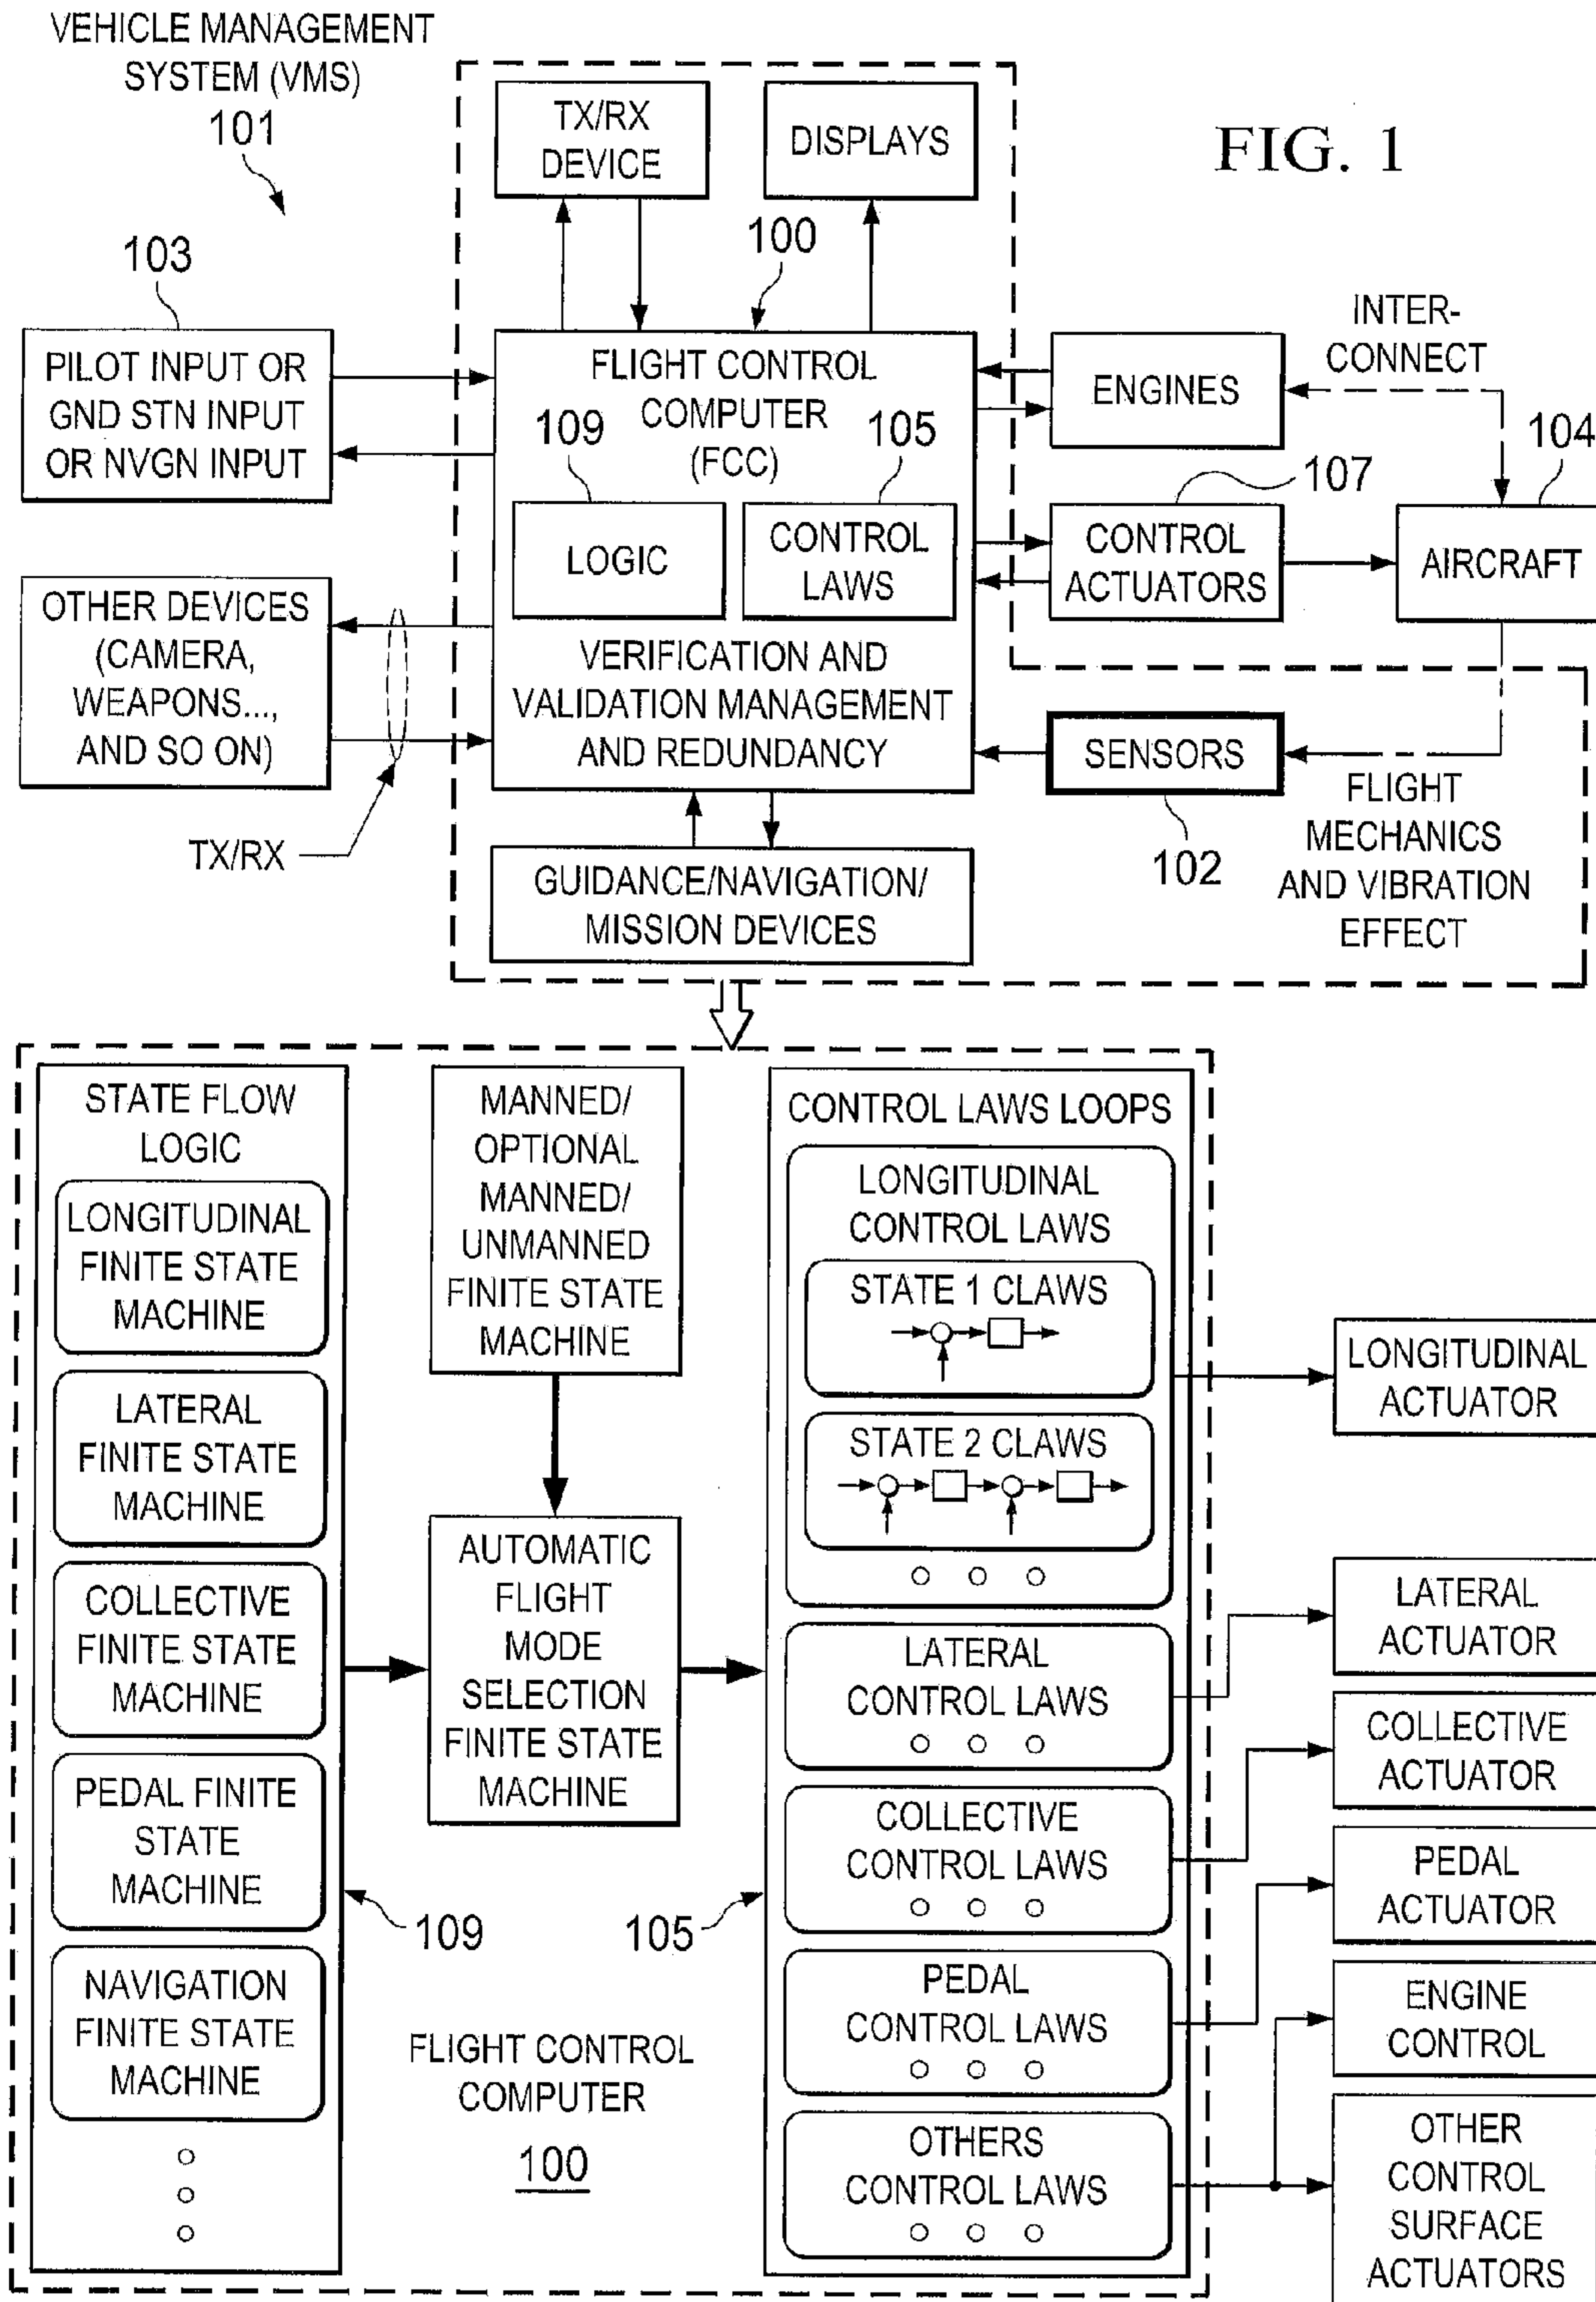 VEHICLE MANAGEMENT
SYSTEM (VMS)
101
FIG. 1
TX/RX
DEVICE
DISPLAYS
100
103
PILOT INPUT OR
GND STN INPUT
OR NVGN INPUT
FLIGHT CONTROL
COMPUTER
(FCC)
109
105
LOGIC
CONTROL
LAWS
VERIFICATION AND
VALIDATION MANAGEMENT
AND REDUNDANCY
ENGINES
INTER-
CONNECT
104
107
CONTROL
ACTUATORS
AIRCRAFT
OTHER DEVICES
(CAMERA,
WEAPONS...,
AND SO ON)
TX/RX
SENSORS
102
FLIGHT
MECHANICS
AND VIBRATION
EFFECT
GUIDANCE/NAVIGATION/
MISSION DEVICES
STATE FLOW
LOGIC
LONGITUDINAL
FINITE STATE
MACHINE
LATERAL
FINITE STATE
MACHINE
COLLECTIVE
FINITE STATE
MACHINE
PEDAL FINITE
STATE
MACHINE
NAVIGATION
FINITE STATE
MACHINE
109
MANNED/
OPTIONAL
MANNED/
UNMANNED
FINITE STATE
MACHINE
AUTOMATIC
FLIGHT
MODE
SELECTION
FINITE STATE
MACHINE
105
FLIGHT CONTROL
COMPUTER
100
CONTROL LAWS LOOPS
LONGITUDINAL
CONTROL LAWS
STATE 1 CLAWS
STATE 2 CLAWS
LATERAL
CONTROL LAWS
COLLECTIVE
CONTROL LAWS
PEDAL
CONTROL LAWS
OTHERS
CONTROL LAWS
LONGITUDINAL
ACTUATOR
LATERAL
ACTUATOR
COLLECTIVE
ACTUATOR
PEDAL
ACTUATOR
ENGINE
CONTROL
OTHER
CONTROL
SURFACE
ACTUATORS